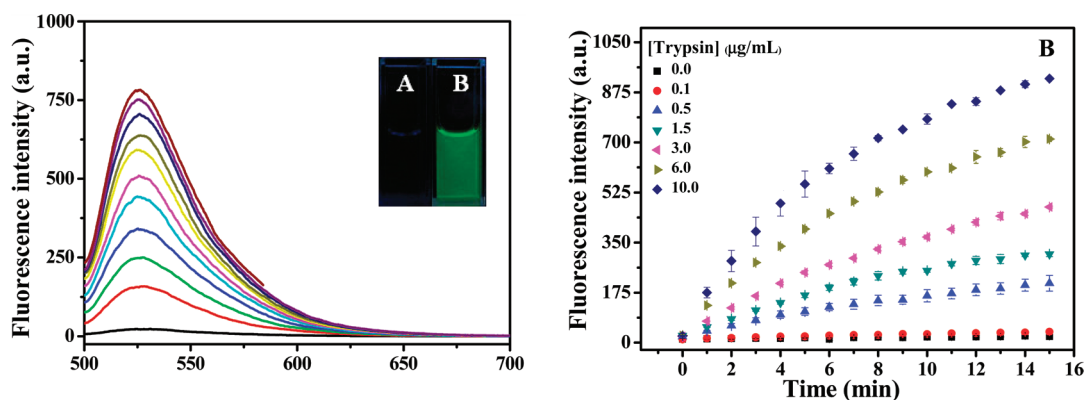 Fluorescence intensity (a.u.)
1000
750
500
250
0
A B
500 550 600 650 700
Fluorescence intensity (a.u.)
1050
875
700
525
350
175
0
[Trypsin] (μg/mL)
B
0.0
0.1
0.5
1.5
3.0
6.0
10.0
0 2 4 6 8 10 12 14 16
Time (min)